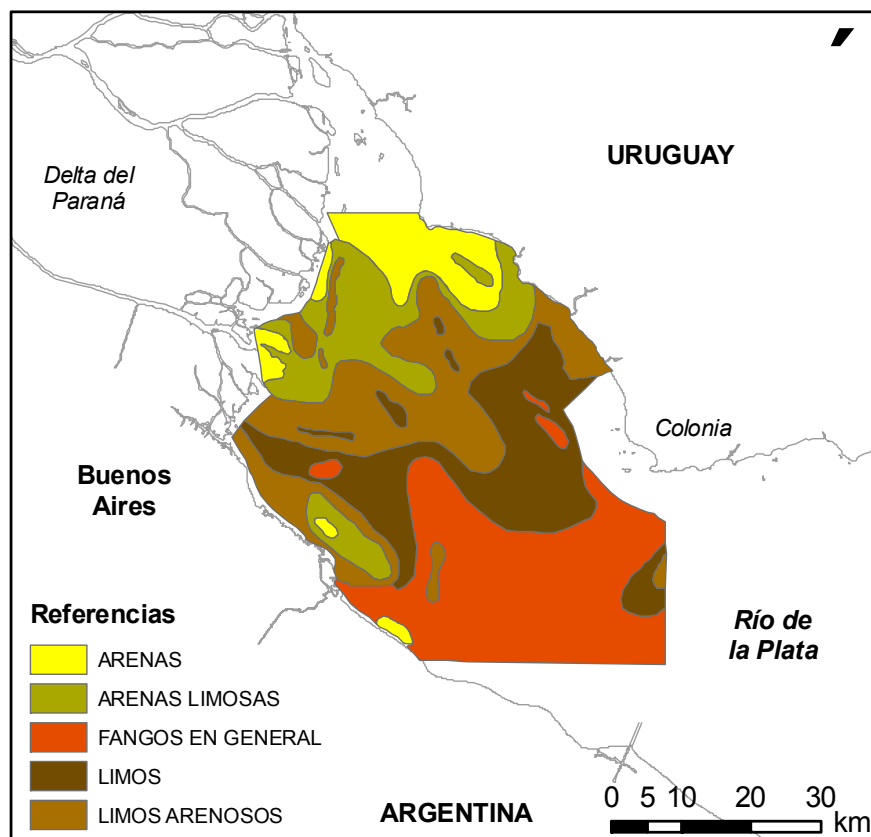 URUGUAY
Delta del
Paraná
Colonia
Buenos
Aires
Río de
la Plata
Referencias
ARENAS
ARENAS LIMOSAS
FANGOS EN GENERAL
LIMOS
LIMOS ARENOSOS
ARGENTINA
0 5 10 20 30
km